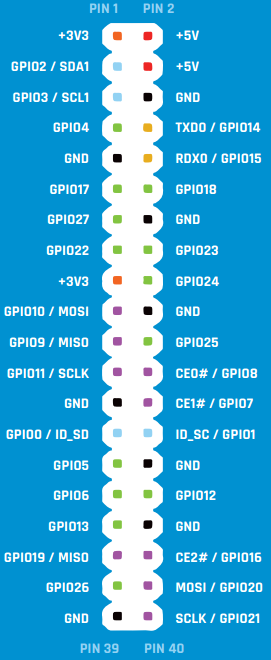 PIN 1 PIN 2
+3V3 +5V
GPIO2 / SDA1 +5V
GPIO3 / SCL1 GND
GPIO4 TXD0 / GPIO14
GND RDX0 / GPIO15
GPIO17 GPIO18
GPIO27 GND
GPIO22 GPIO23
+3V3 GPIO24
GPIO10 / MOSI GND
GPIO9 / MISO GPIO25
GPIO11 / SCLK CE0# / GPIO8
GND CE1# / GPIO7
GPIO0 / ID_SD ID_SC / GPIO1
GPIO5 GND
GPIO6 GPIO12
GPIO13 GND
GPIO19 / MISO CE2# / GPIO16
GPIO26 MOSI / GPIO20
GND SCLK / GPIO21
PIN 39 PIN 40